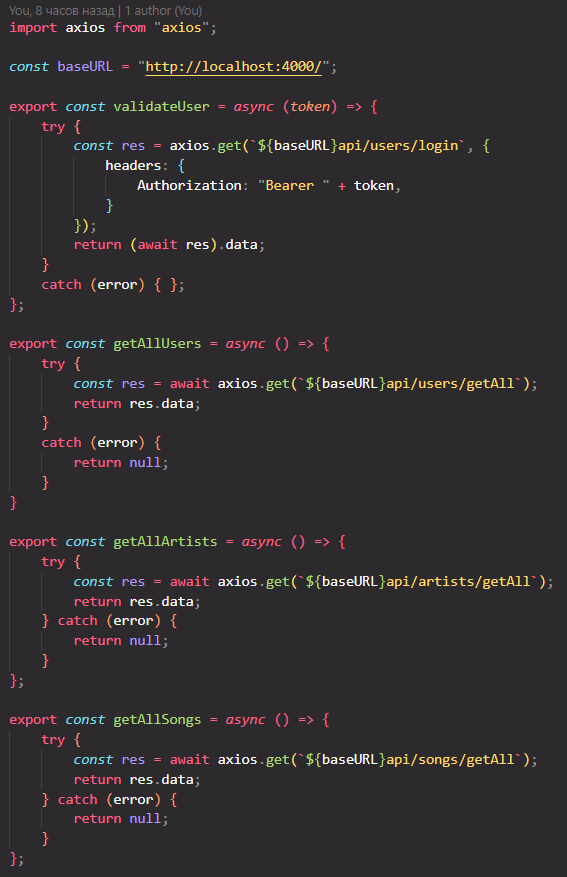 You, 8 часов назад | 1 author (You)
import axios from "axios";
const baseURL = "http://localhost:4000/";
export const validateUser = async (token) => {
    try {
        const res = axios.get(`${baseURL}api/users/login`, {
            headers: {
                Authorization: "Bearer " + token,
            }
        });
        return (await res).data;
    }
    catch (error) { };
};
export const getAllUsers = async () => {
    try {
        const res = await axios.get(`${baseURL}api/users/getAll`);
        return res.data;
    }
    catch (error) {
        return null;
    }
}
export const getAllArtists = async () => {
    try {
        const res = await axios.get(`${baseURL}api/artists/getAll`);
        return res.data;
    } catch (error) {
        return null;
    }
};
export const getAllSongs = async () => {
    try {
        const res = await axios.get(`${baseURL}api/songs/getAll`);
        return res.data;
    } catch (error) {
        return null;
    }
};